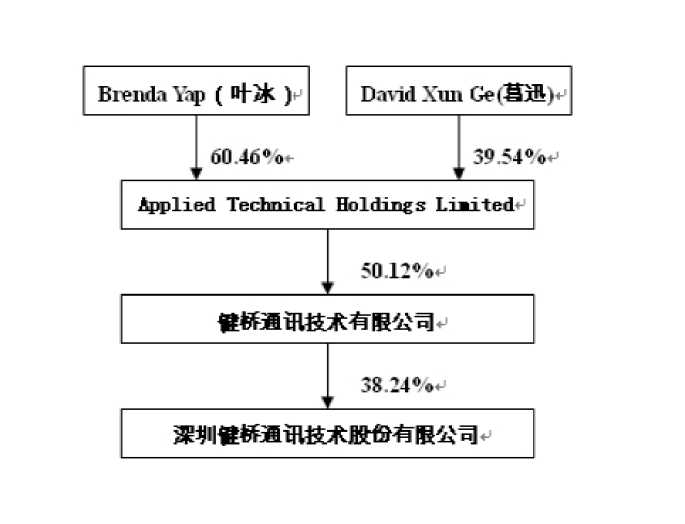 Brenda Yap（叶冰）↵
David Xun Ge(葛迅)↵
60.46%↵
39.54%↵
Applied Technical Holdings Limited↵
50.12%↵
键桥通讯技术有限公司↵
38.24%↵
深圳键桥通讯技术股份有限公司↵